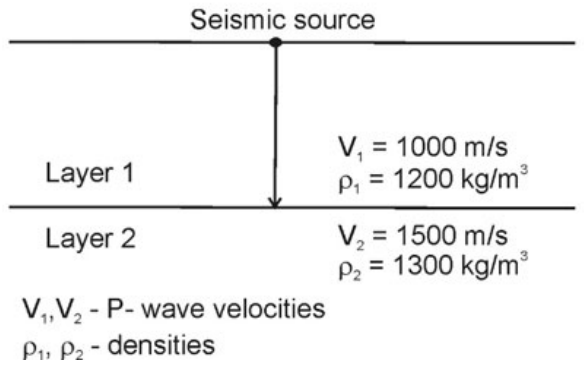 Seismic source
V₁ = 1000 m/s
Layer 1
ρ₁ = 1200 kg/m³
Layer 2
V₂ = 1500 m/s
ρ₂ = 1300 kg/m³
V₁,V₂ - P- wave velocities
ρ₁, ρ₂ - densities